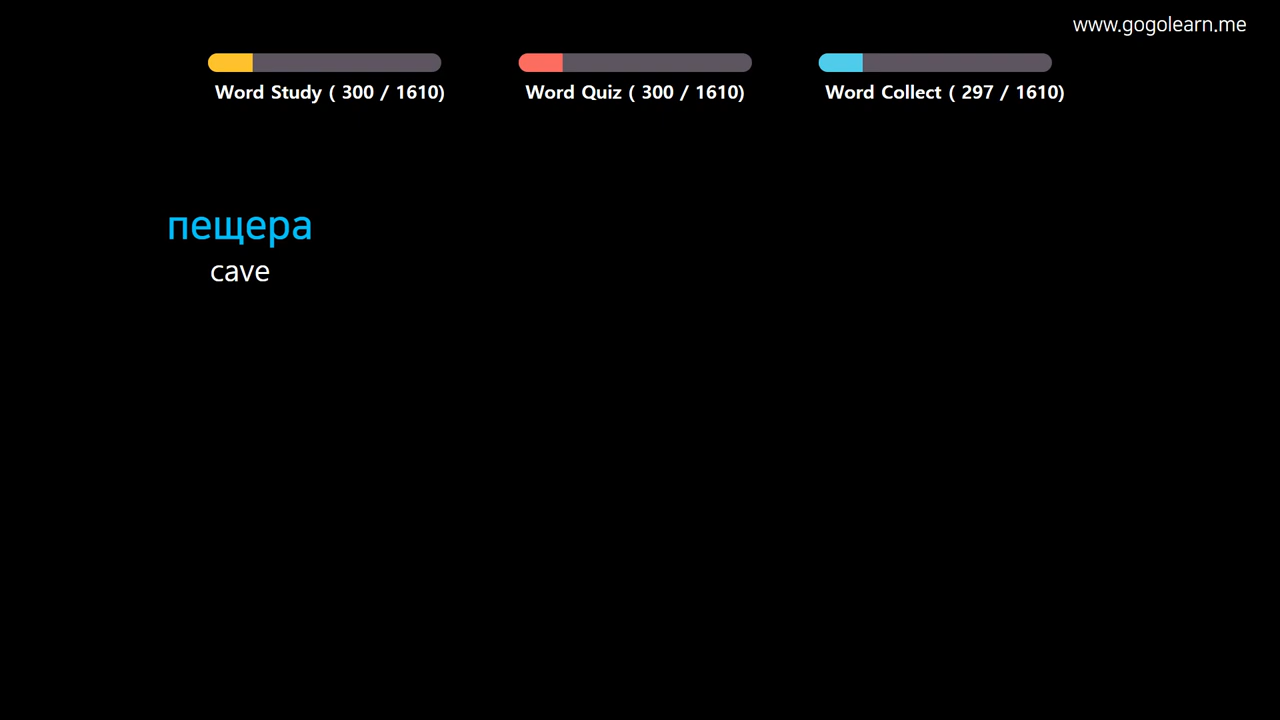 www.gogolearn.me
Word Study ( 300 / 1610)
Word Quiz ( 300 / 1610)
Word Collect ( 297 / 1610)
пещера
cave